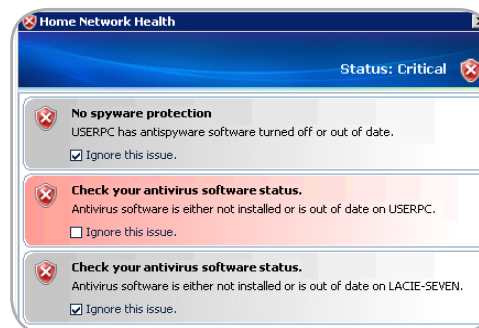 Home Network Health
Status: Critical
No spyware protection
USERPC has antispyware software turned off or out of date.
Ignore this issue.
Check your antivirus software status.
Antivirus software is either not installed or is out of date on USERPC.
Ignore this issue.
Check your antivirus software status.
Antivirus software is either not installed or is out of date on LACIE-SEVEN.
Ignore this issue.